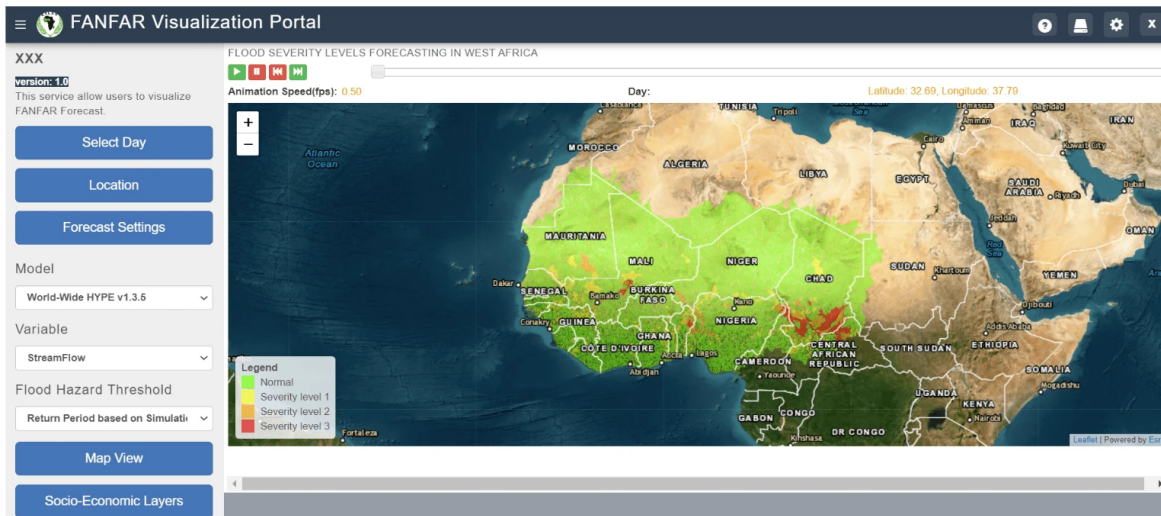 FANFAR Visualization Portal
XXX
version: 1.0
This service allow users to visualize
FANFAR Forecast.
Select Day
Location
Forecast Settings
Model
World-Wide HYPE v1.3.5
Variable
StreamFlow
Flood Hazard Threshold
Return Period based on Simulati
Map View
Socio-Economic Layers
FLOOD SEVERITY LEVELS FORECASTING IN WEST AFRICA
Animation Speed(fps): 0.50
Day:
Latitude: 32.69, Longitude: 37.79
+
−
Casablanca
TUNISIA
Tripoli
Sea
Damascus
Baghdad
Amman
IRAQ
IRAN
MOROCCO
Cairo
Kuwait City
Atlantic
Ocean
ALGERIA
LIBYA
EGYPT
SAUDI
ARABIA
Riyadh
Dubai
Jeddah
OMAN
MAURITANIA
Red
Sea
MALI
NIGER
CHAD
SUDAN
Khartoum
YEMEN
Dakar
SENEGAL
Bamako
BURKINA
FASO
Kano
Djibouti
Conakry
GUINEA
NIGERIA
Addis Ababa
GHANA
CÔTE D'IVOIRE
Accra
Lagos
CENTRAL
AFRICAN
REPUBLIC
SOUTH SUDAN
ETHIOPIA
Abidjan
CAMEROON
Yaounde
SOMALIA
Mogadishu
UGANDA
KENYA
Nairobi
GABON
CONGO
DR CONGO
Kinshasa
Fortaleza
Legend
Normal
Severity level 1
Severity level 2
Severity level 3
Leaflet | Powered by Esr